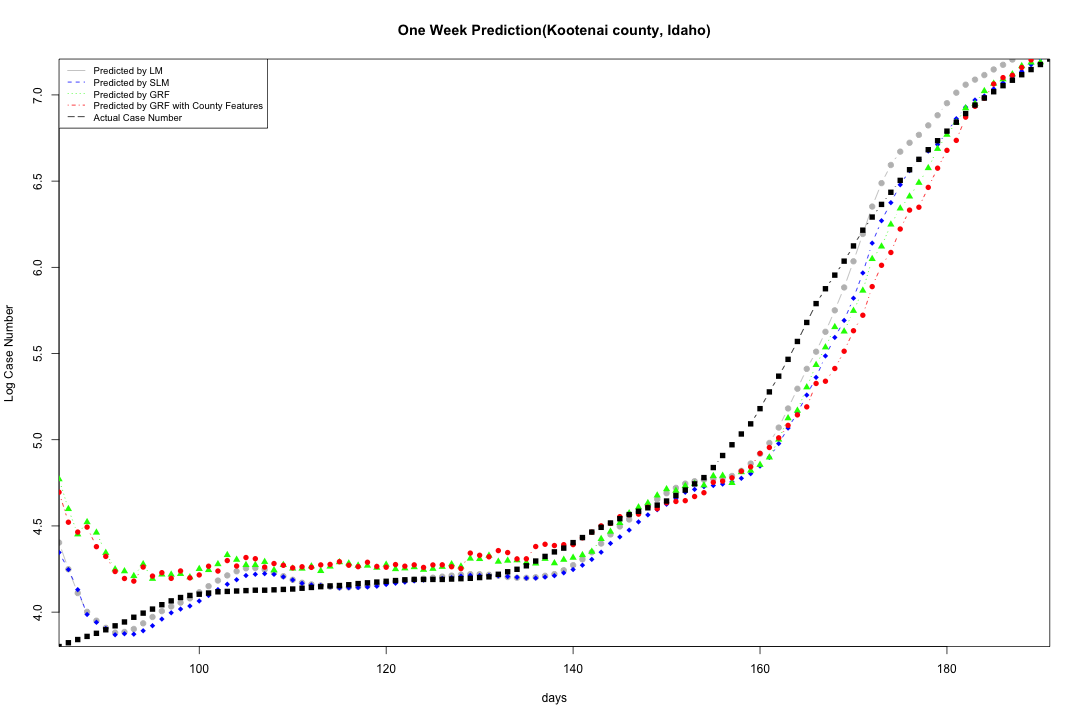 One Week Prediction(Kootenai county, Idaho)
Predicted by LM
Predicted by SLM
Predicted by GRF
Predicted by GRF with County Features
Actual Case Number
7.0
6.5
6.0
5.5
5.0
4.5
4.0
Log Case Number
100 120 140 160 180
days